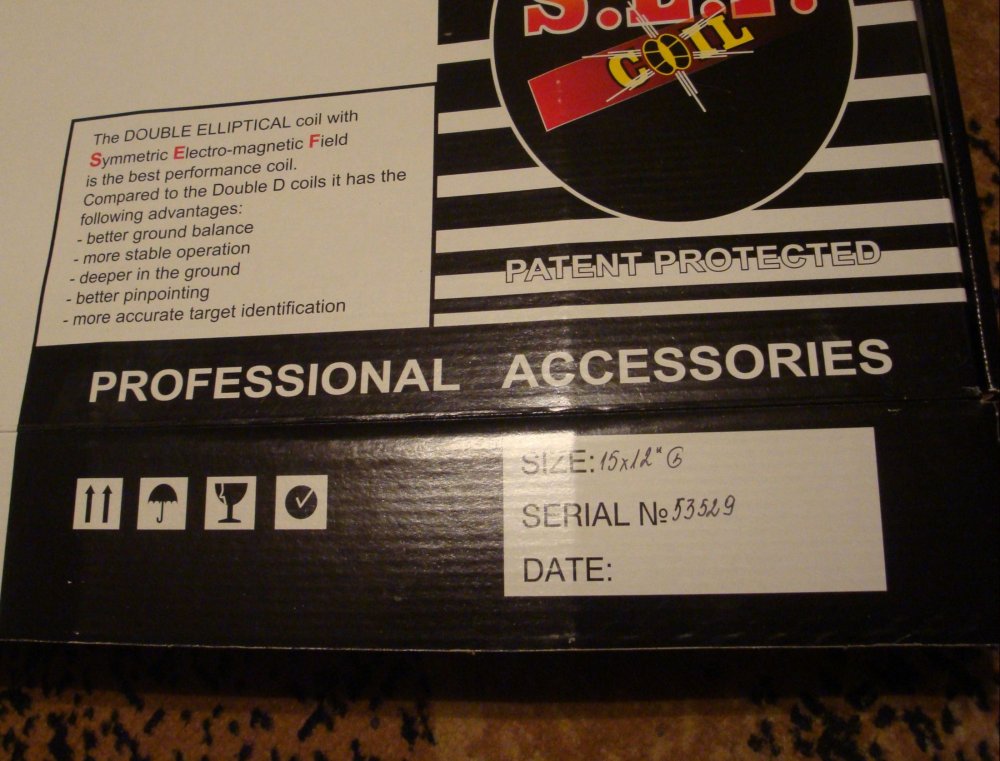 S.E.F.
COIL
The DOUBLE ELLIPTICAL coil with
Symmetric Electro-magnetic Field
is the best performance coil.
Compared to the Double D coils it has the
following advantages:
- better ground balance
- more stable operation
- deeper in the ground
- better pinpointing
- more accurate target identification
PATENT PROTECTED
PROFESSIONAL ACCESSORIES
SIZE: 15x12"
SERIAL № 53529
DATE: